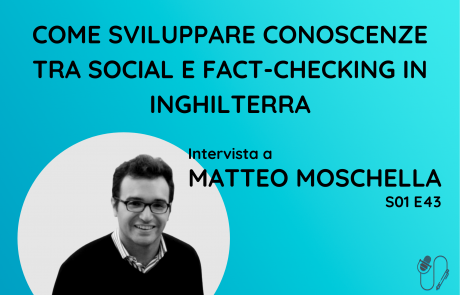 COME SVILUPPARE CONOSCENZE
TRA SOCIAL E FACT-CHECKING IN
INGHILTERRA
Intervista a
MATTEO MOSCHELLA
S01 E43